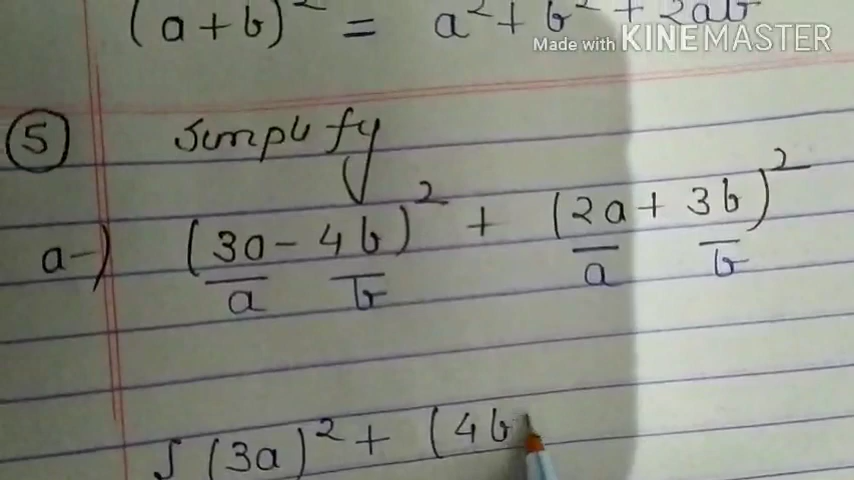 (a+b)² = a² + b² + 2ab
Made with KINEMASTER
5 Simplify
a-) (3a - 4b)² + (2a + 3b)²
a b a b
[(3a)² + (4b